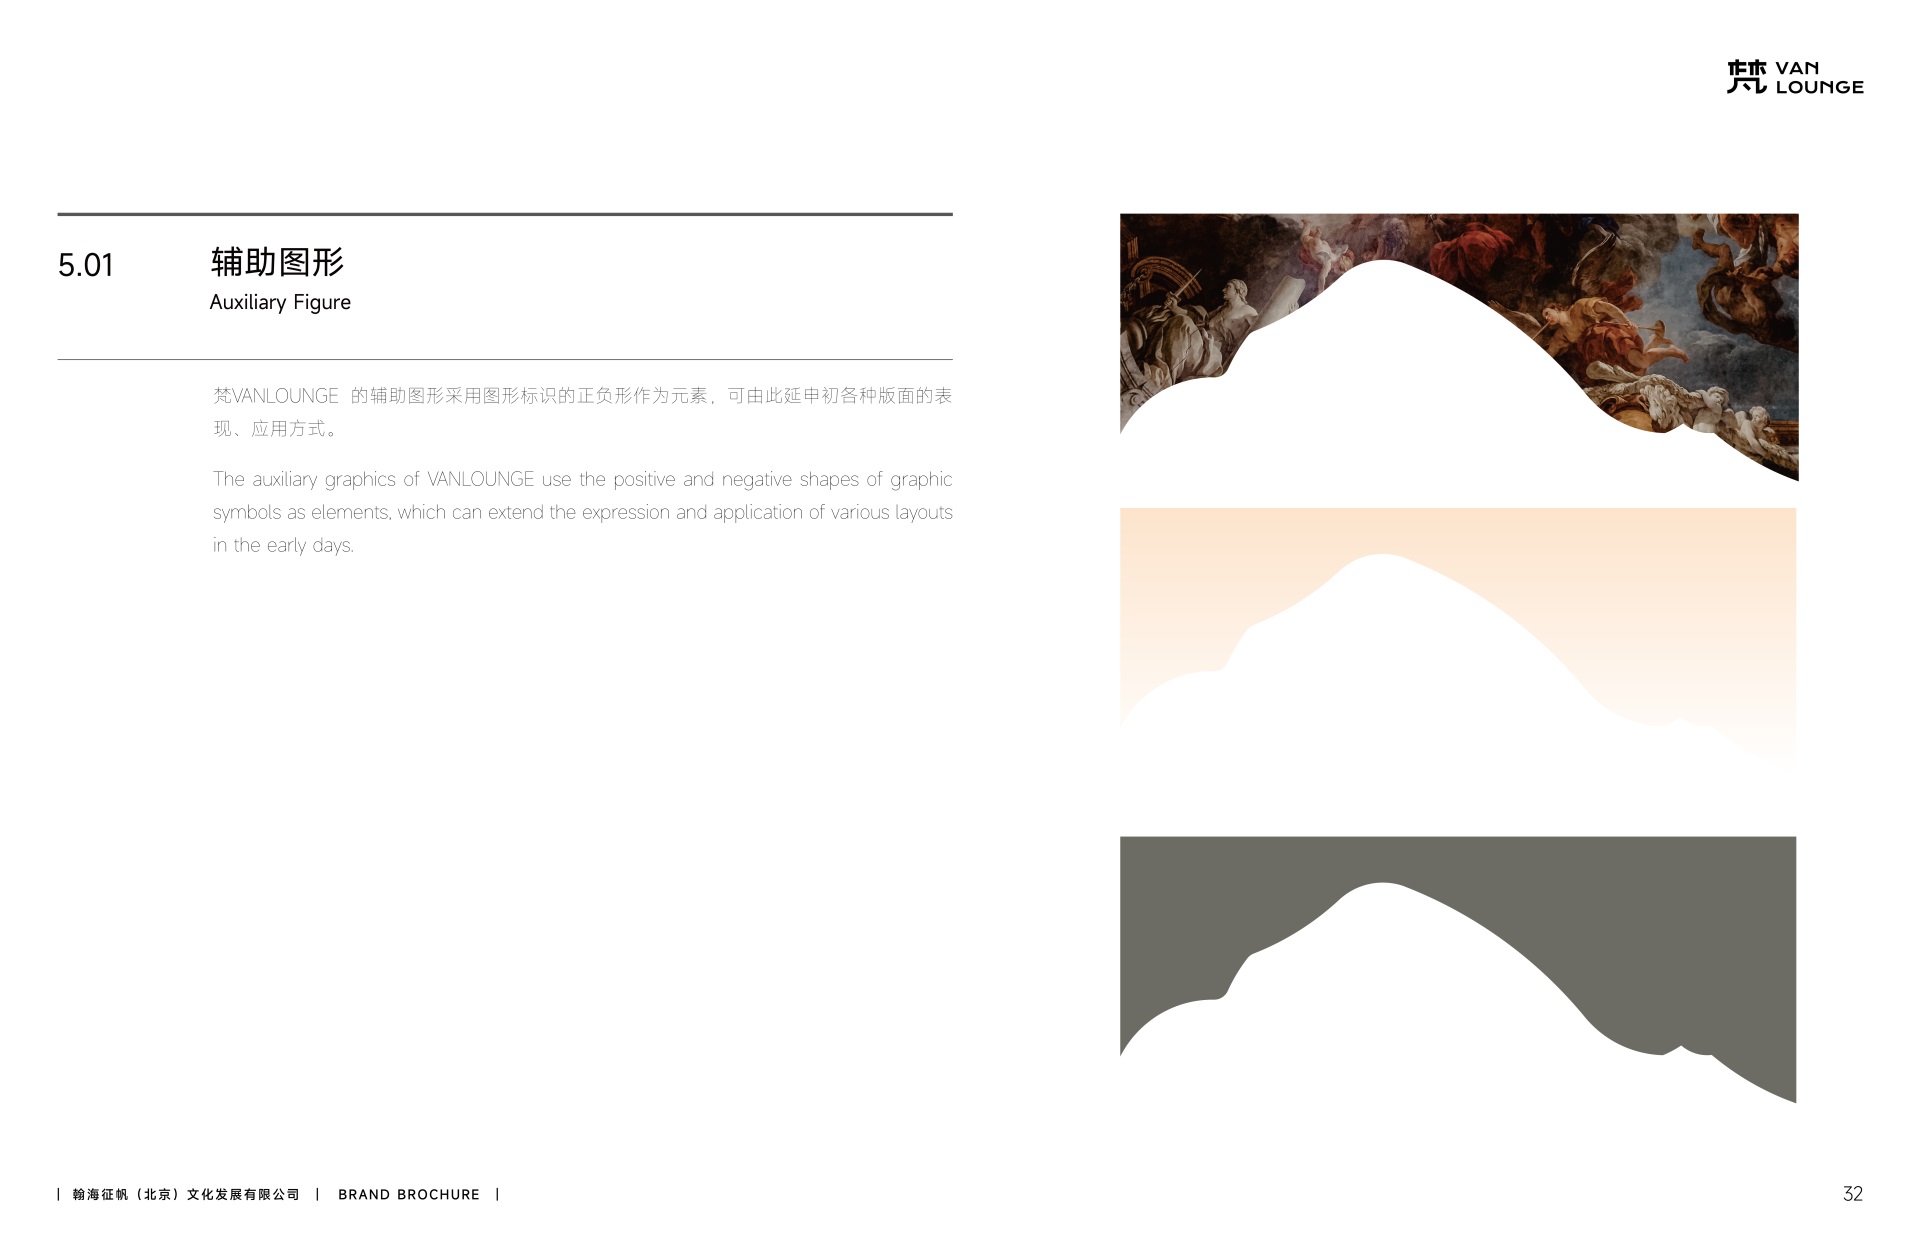 梵 VAN
LOUNGE
5.01
辅助图形
Auxiliary Figure
梵VANLOUNGE 的辅助图形采用图形标识的正负形作为元素，可由此延申初各种版面的表
现、应用方式。
The auxiliary graphics of VANLOUNGE use the positive and negative shapes of graphic
symbols as elements, which can extend the expression and application of various layouts
in the early days.
| 翰海征帆（北京）文化发展有限公司 | BRAND BROCHURE |
32